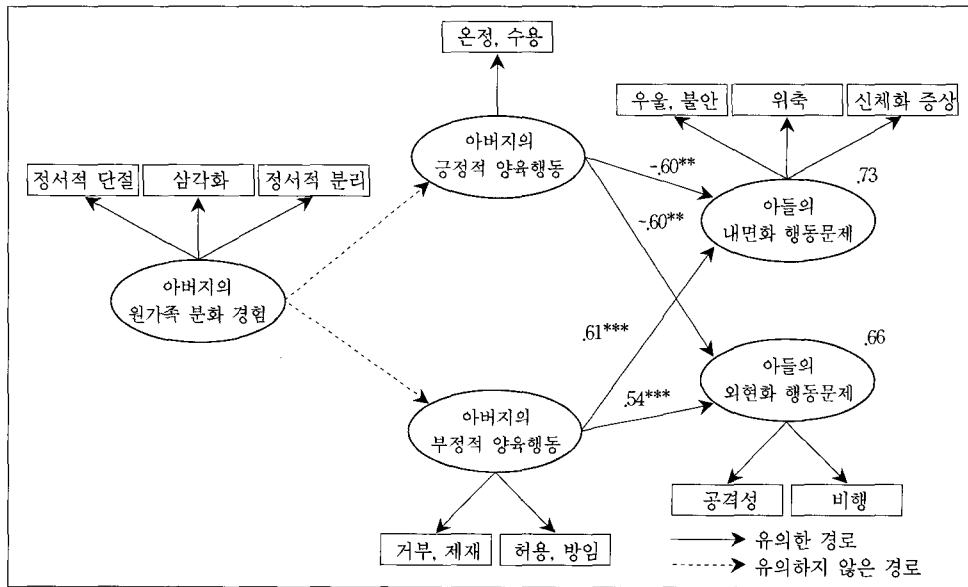 온정, 수용
우울, 불안
위축
신체화 증상
아버지의
긍정적 양육행동
정서적 단절
삼각화
정서적 분리
-.60**
.73
아들의
내면화 행동문제
-.60**
아버지의
원가족 분화 경험
.61***
.66
아들의
외현화 행동문제
.54***
아버지의
부정적 양육행동
공격성
비행
거부, 제재
허용, 방임
유의한 경로
유의하지 않은 경로